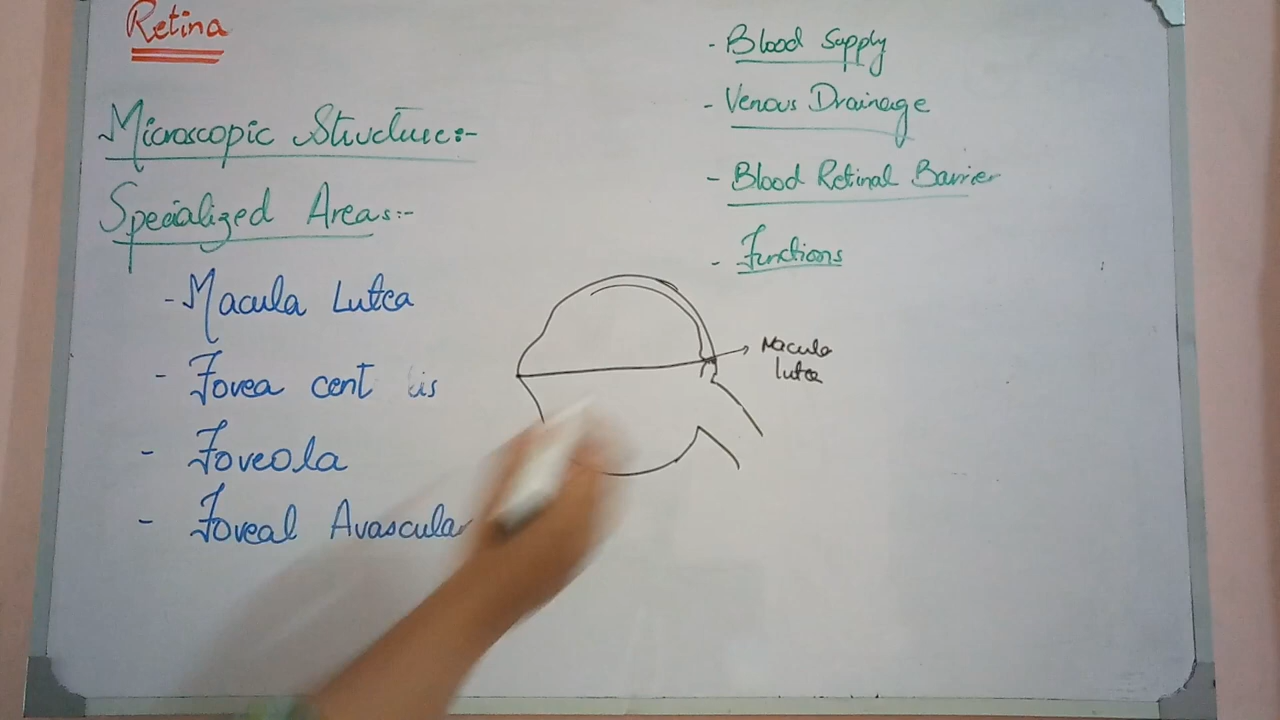 Retina
Microscopic Structure:-
Specialized Areas:-
- Macula Lutea
- Fovea cent lis
- Foveola
- Foveal Avascular
- Blood Supply
- Venous Drainage
- Blood Retinal Barrier
- Functions
Macula
lutea